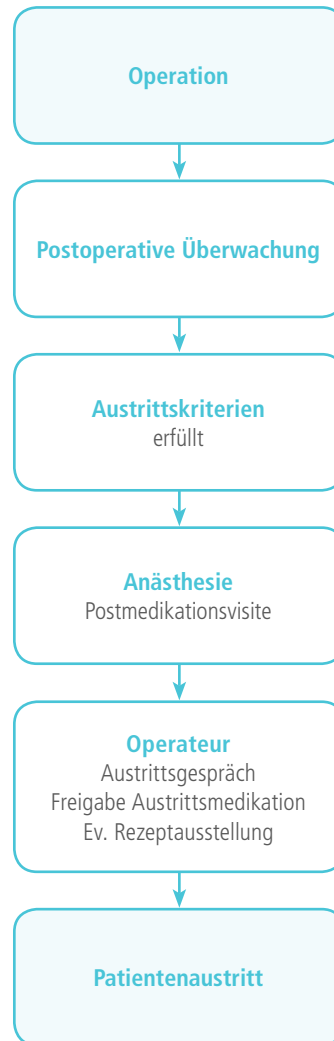 Operation
Postoperative Überwachung
Austrittskriterien
erfüllt
Anästhesie
Postmedikationsvisite
Operateur
Austrittsgespräch
Freigabe Austrittsmedikation
Ev. Rezeptausstellung
Patientenaustritt